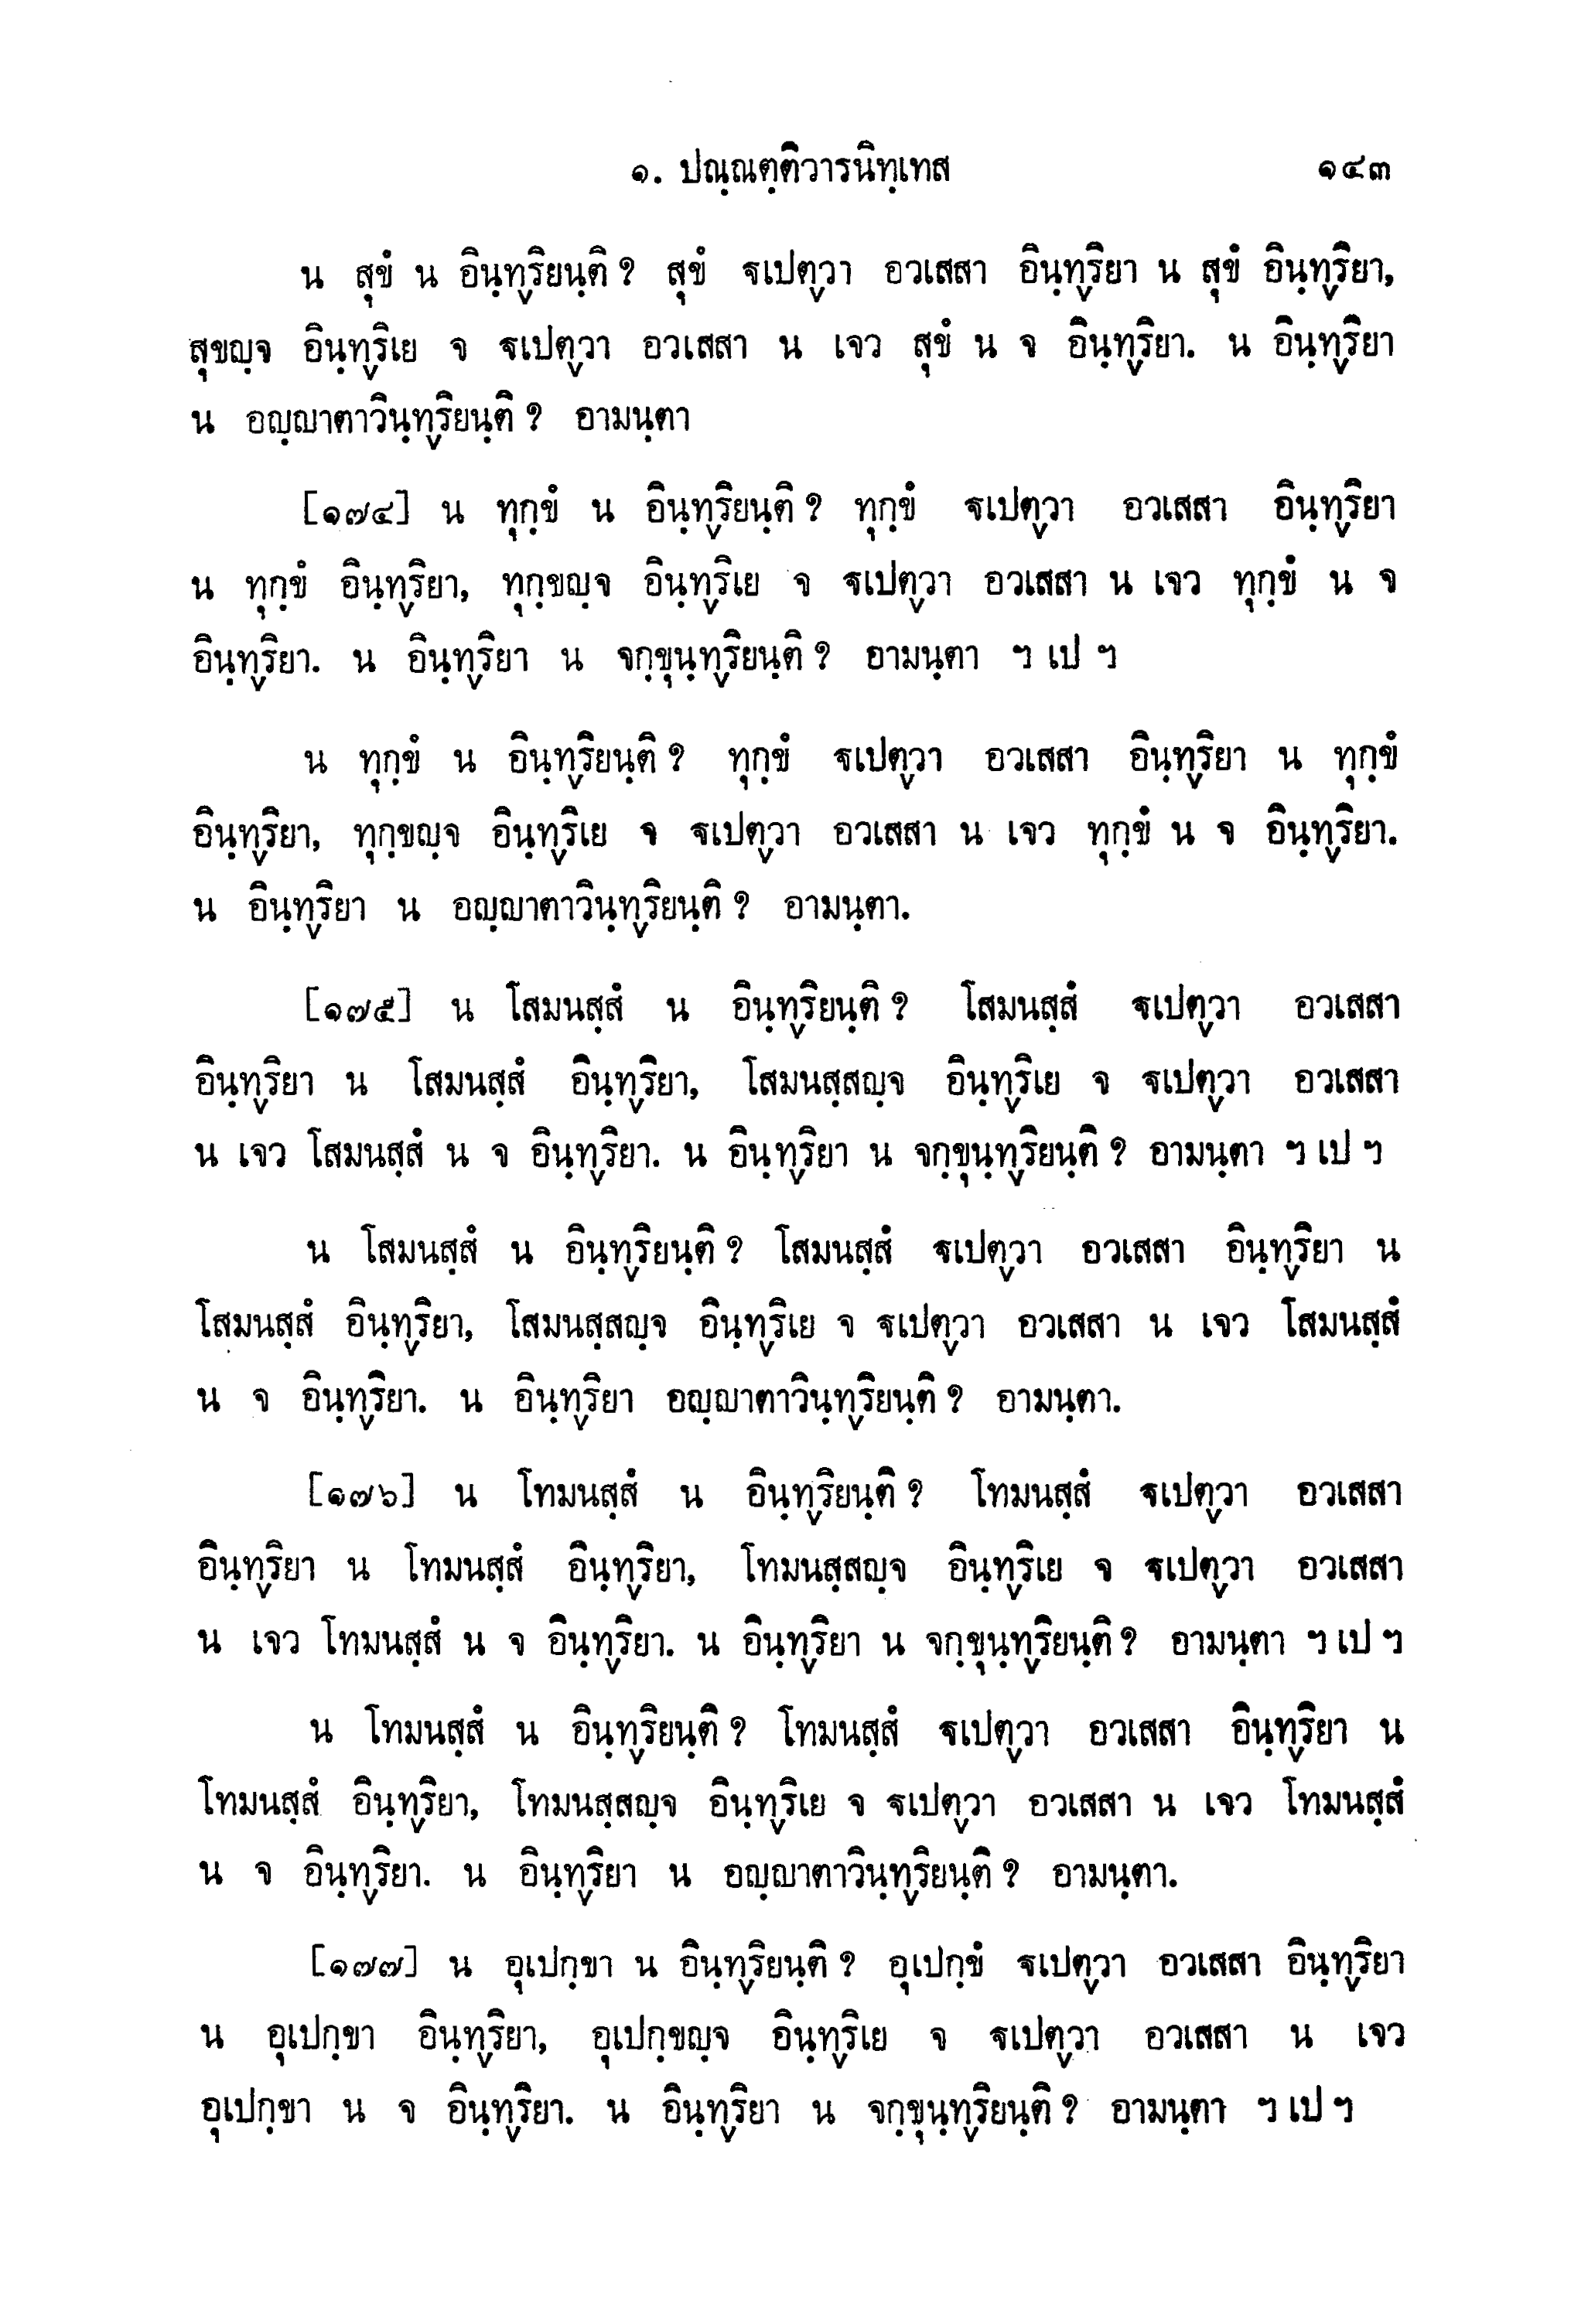 ๑. ปณฺณตฺติวารนิทฺเทส ๑๔๓
น สุขํ น อินฺทฺริยนฺติ ? สุขํ ฐเปตฺวา อวเสสา อินฺทฺริยา น สุขํ อินฺทฺริยา,
สุขญฺจ อินฺทฺริเย จ ฐเปตฺวา อวเสสา น เจว สุขํ น จ อินฺทฺริยา. น อินฺทฺริยา
น อญฺญาตาวินฺทฺริยนฺติ ? อามนฺตา
[๑๗๔] น ทุกฺขํ น อินฺทฺริยนฺติ ? ทุกฺขํ ฐเปตฺวา อวเสสา อินฺทฺริยา
น ทุกฺขํ อินฺทฺริยา, ทุกฺขญฺจ อินฺทฺริเย จ ฐเปตฺวา อวเสสา น เจว ทุกฺขํ น จ
อินฺทฺริยา. น อินฺทฺริยา น จกฺขุนฺทฺริยนฺติ ? อามนฺตา ฯ เป ฯ
น ทุกฺขํ น อินฺทฺริยนฺติ ? ทุกฺขํ ฐเปตฺวา อวเสสา อินฺทฺริยา น ทุกฺขํ
อินฺทฺริยา, ทุกฺขญฺจ อินฺทฺริเย จ ฐเปตฺวา อวเสสา น เจว ทุกฺขํ น จ อินฺทฺริยา.
น อินฺทฺริยา น อญฺญาตาวินฺทฺริยนฺติ ? อามนฺตา.
[๑๗๕] น โสมนสฺสํ น อินฺทฺริยนฺติ ? โสมนสฺสํ ฐเปตฺวา อวเสสา
อินฺทฺริยา น โสมนสฺสํ อินฺทฺริยา, โสมนสฺสญฺจ อินฺทฺริเย จ ฐเปตฺวา อวเสสา
น เจว โสมนสฺสํ น จ อินฺทฺริยา. น อินฺทฺริยา น จกฺขุนฺทฺริยนฺติ ? อามนฺตา ฯ เป ฯ
น โสมนสฺสํ น อินฺทฺริยนฺติ ? โสมนสฺสํ ฐเปตฺวา อวเสสา อินฺทฺริยา น
โสมนสฺสํ อินฺทฺริยา, โสมนสฺสญฺจ อินฺทฺริเย จ ฐเปตฺวา อวเสสา น เจว โสมนสฺสํ
น จ อินฺทฺริยา. น อินฺทฺริยา อญฺญาตาวินฺทฺริยนฺติ ? อามนฺตา.
[๑๗๖] น โทมนสฺสํ น อินฺทฺริยนฺติ ? โทมนสฺสํ ฐเปตฺวา อวเสสา
อินฺทฺริยา น โทมนสฺสํ อินฺทฺริยา, โทมนสฺสญฺจ อินฺทฺริเย จ ฐเปตฺวา อวเสสา
น เจว โทมนสฺสํ น จ อินฺทฺริยา. น อินฺทฺริยา น จกฺขุนฺทฺริยนฺติ ? อามนฺตา ฯ เป ฯ
น โทมนสฺสํ น อินฺทฺริยนฺติ ? โทมนสฺสํ ฐเปตฺวา อวเสสา อินฺทฺริยา น
โทมนสฺสํ อินฺทฺริยา, โทมนสฺสญฺจ อินฺทฺริเย จ ฐเปตฺวา อวเสสา น เจว โทมนสฺสํ
น จ อินฺทฺริยา. น อินฺทฺริยา น อญฺญาตาวินฺทฺริยนฺติ ? อามนฺตา.
[๑๗๗] น อุเปกฺขา น อินฺทฺริยนฺติ ? อุเปกฺขํ ฐเปตฺวา อวเสสา อินฺทฺริยา
น อุเปกฺขา อินฺทฺริยา, อุเปกฺขญฺจ อินฺทฺริเย จ ฐเปตฺวา อวเสสา น เจว
อุเปกฺขา น จ อินฺทฺริยา. น อินฺทฺริยา น จกฺขุนฺทฺริยนฺติ ? อามนฺตา ฯ เป ฯ